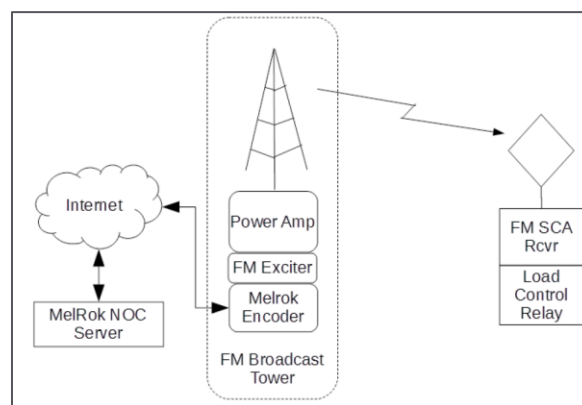 Internet
MelRok NOC
Server
Power Amp
FM Exciter
Melrok
Encoder
FM Broadcast
Tower
FM SCA
Rcvr
Load
Control
Relay